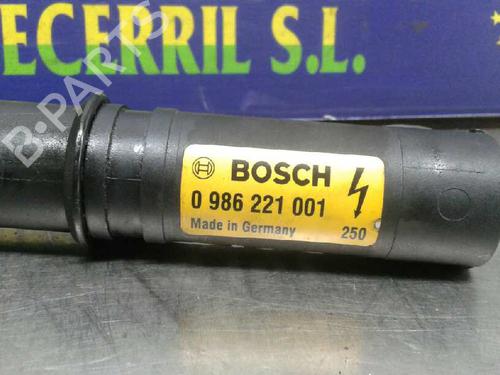 ECERRIL S.L.
B-PARTS
BOSCH
0 986 221 001
Made in Germany 250